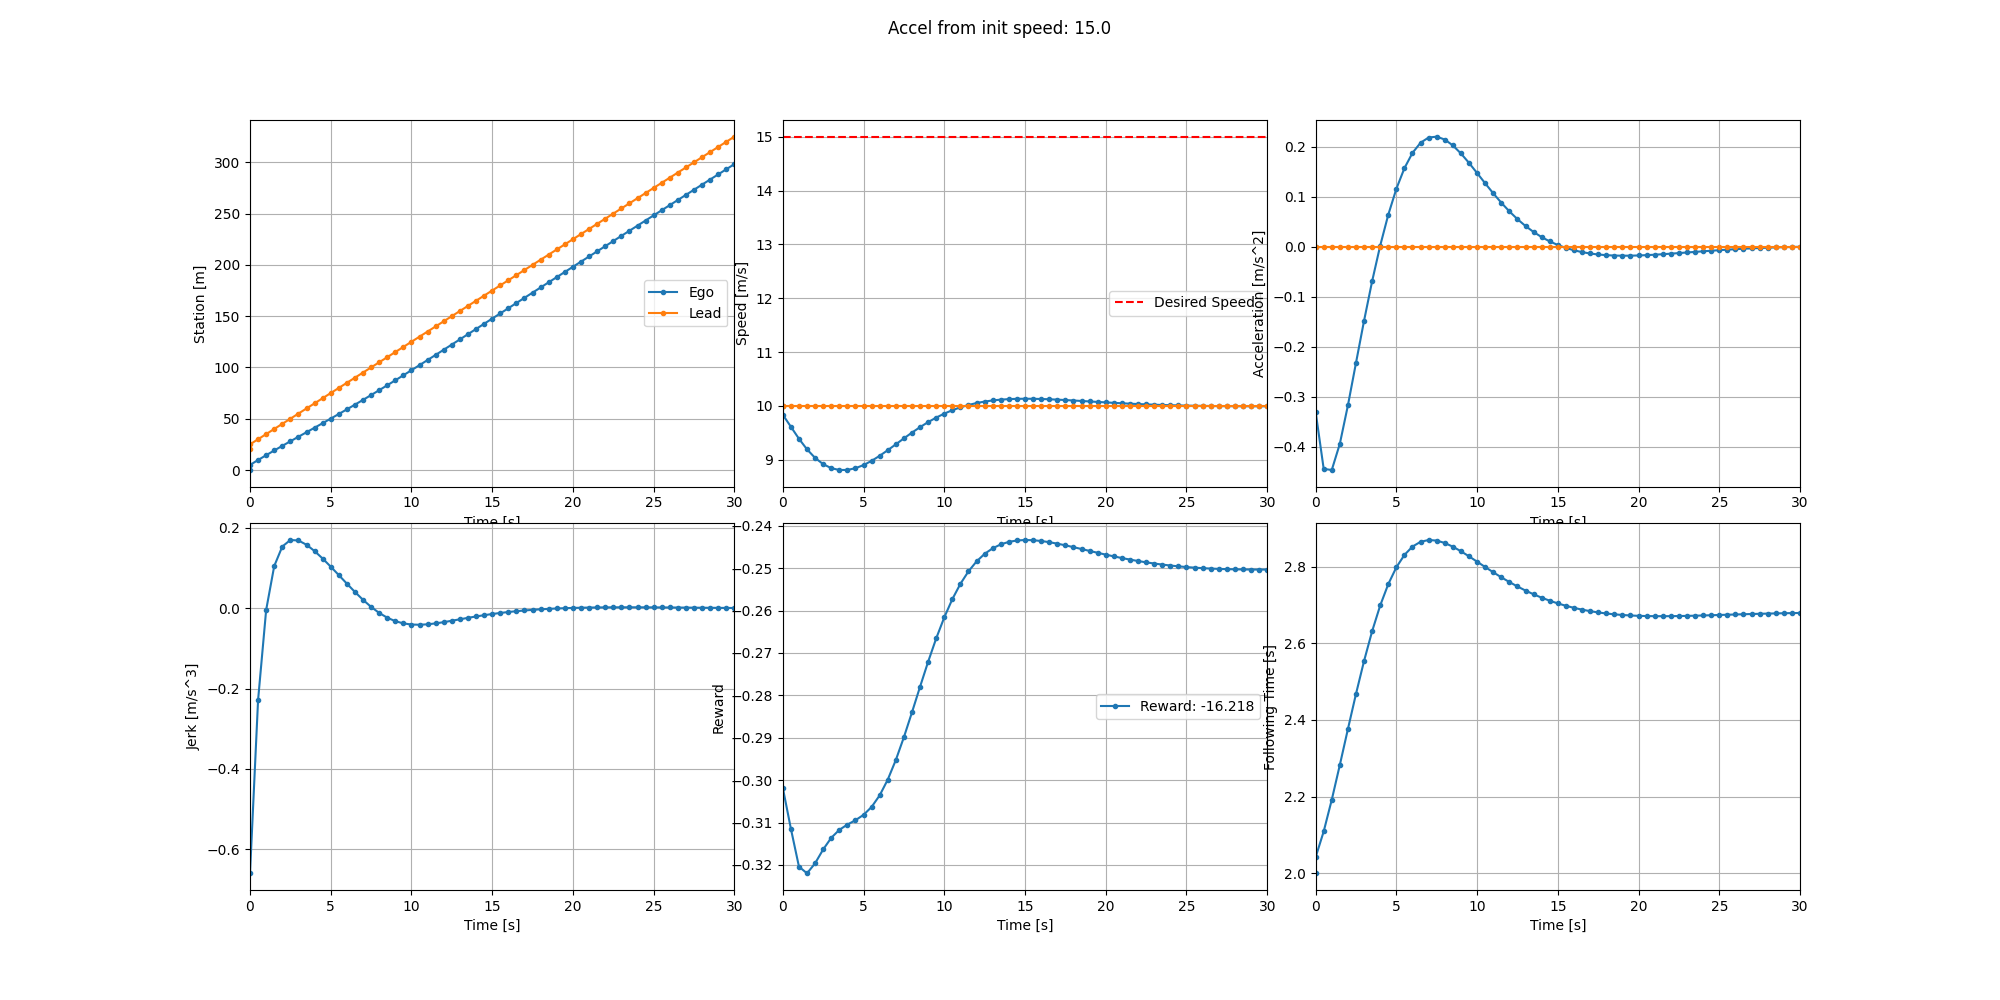 Accel from init speed: 15.0
300
250
200
150
100
50
0
Station [m]
0 5 10 15 20 25 30
Time [s]
Ego
Lead
15
14
13
12
11
10
9
Speed [m/s]
0 5 10 15 20 25 30
Time [s]
Desired Speed
0.2
0.1
0.0
−0.1
−0.2
−0.3
−0.4
Acceleration [m/s^2]
0 5 10 15 20 25 30
Time [s]
0.2
0.0
−0.2
−0.4
−0.6
Jerk [m/s^3]
0 5 10 15 20 25 30
Time [s]
−0.24
−0.25
−0.26
−0.27
−0.28
−0.29
−0.30
−0.31
−0.32
Reward
0 5 10 15 20 25 30
Time [s]
Reward: -16.218
2.8
2.6
2.4
2.2
2.0
Following Time [s]
0 5 10 15 20 25 30
Time [s]